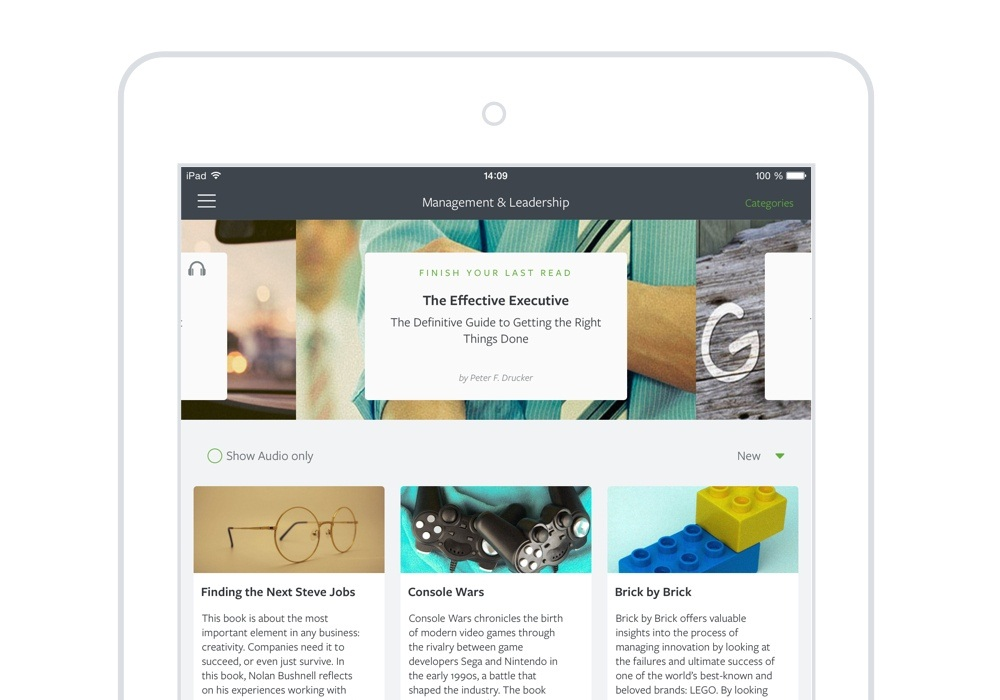 iPad 14:09 100 %
Management & Leadership Categories
FINISH YOUR LAST READ
The Effective Executive
The Definitive Guide to Getting the Right
Things Done
by Peter F. Drucker
G
Show Audio only New
Finding the Next Steve Jobs
This book is about the most
important element in any business:
creativity. Companies need it to
succeed, or even just survive. In
this book, Nolan Bushnell reflects
on his experiences working with
Console Wars
Console Wars chronicles the birth
of modern video games through
the rivalry between game
developers Sega and Nintendo in
the early 1990s, a battle that
shaped the industry. The book
Brick by Brick
Brick by Brick offers valuable
insights into the process of
managing innovation by looking at
the failures and ultimate success of
one of the world's best-known and
beloved brands: LEGO. By looking